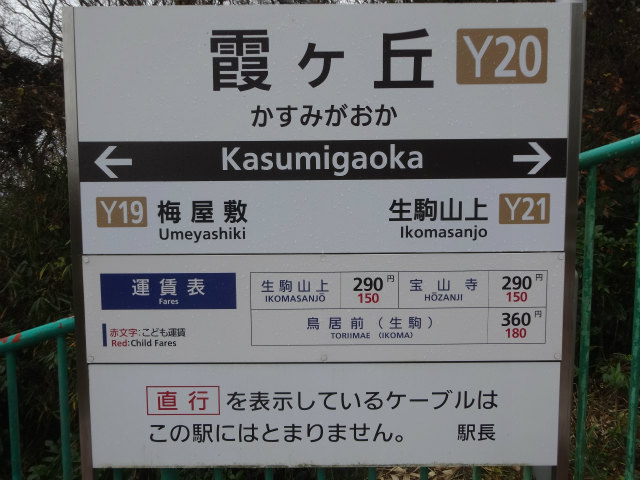 霞ヶ丘 Y20
かすみがおか
← Kasumigaoka →
Y19 梅屋敷
Umeyashiki
生駒山上 Y21
Ikomasanjo
運賃表
Fares
赤文字:こども運賃
Red:Child Fares
生駒山上 290円
IKOMASANJŌ 150
宝山寺 290円
HŌZANJI 150
鳥居前(生駒) 360円
TORIIMAE (IKOMA) 180
直行を表示しているケーブルは
この駅にはとまりません。 駅長